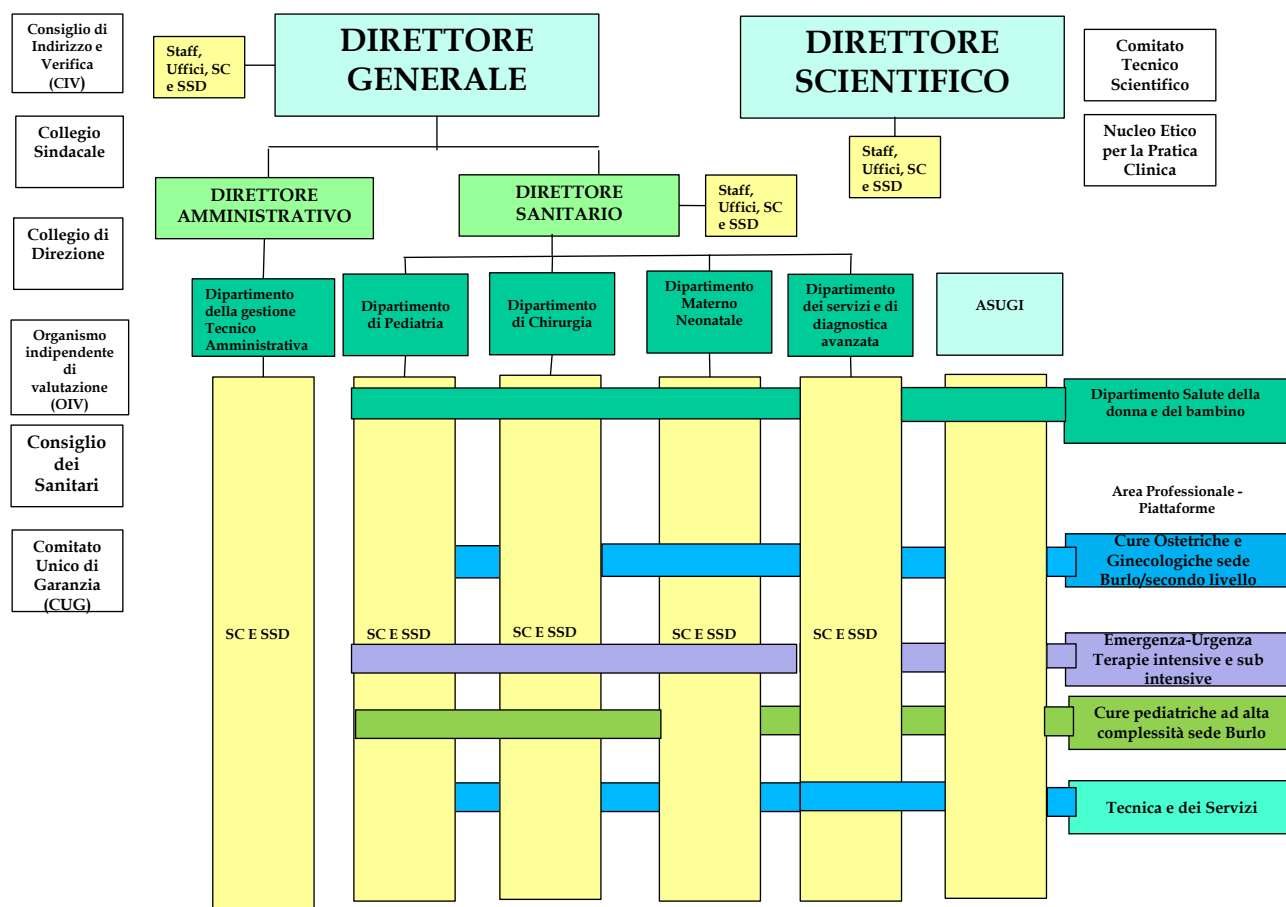 Consiglio di
Indirizzo e
Verifica
(CIV)
Staff,
Uffici, SC
e SSD
DIRETTORE
GENERALE
DIRETTORE
SCIENTIFICO
Comitato
Tecnico
Scientifico
Collegio
Sindacale
Staff,
Uffici, SC
e SSD
Nucleo Etico
per la Pratica
Clinica
DIRETTORE
AMMINISTRATIVO
DIRETTORE
SANITARIO
Staff,
Uffici, SC
e SSD
Collegio di
Direzione
Dipartimento
della gestione
Tecnico
Amministrativa
Dipartimento
di Pediatria
Dipartimento
di Chirurgia
Dipartimento
Materno
Neonatale
Dipartimento
dei servizi e di
diagnostica
avanzata
ASUGI
Organismo
indipendente
di
valutazione
(OIV)
Dipartimento Salute della
donna e del bambino
Consiglio
dei
Sanitari
Area Professionale -
Piattaforme
Comitato
Unico di
Garanzia
(CUG)
Cure Ostetriche e
Ginecologiche sede
Burlo/secondo livello
SC E SSD
SC E SSD
SC E SSD
SC E SSD
SC E SSD
Emergenza-Urgenza
Terapie intensive e sub
intensive
Cure pediatriche ad alta
complessità sede Burlo
Tecnica e dei Servizi